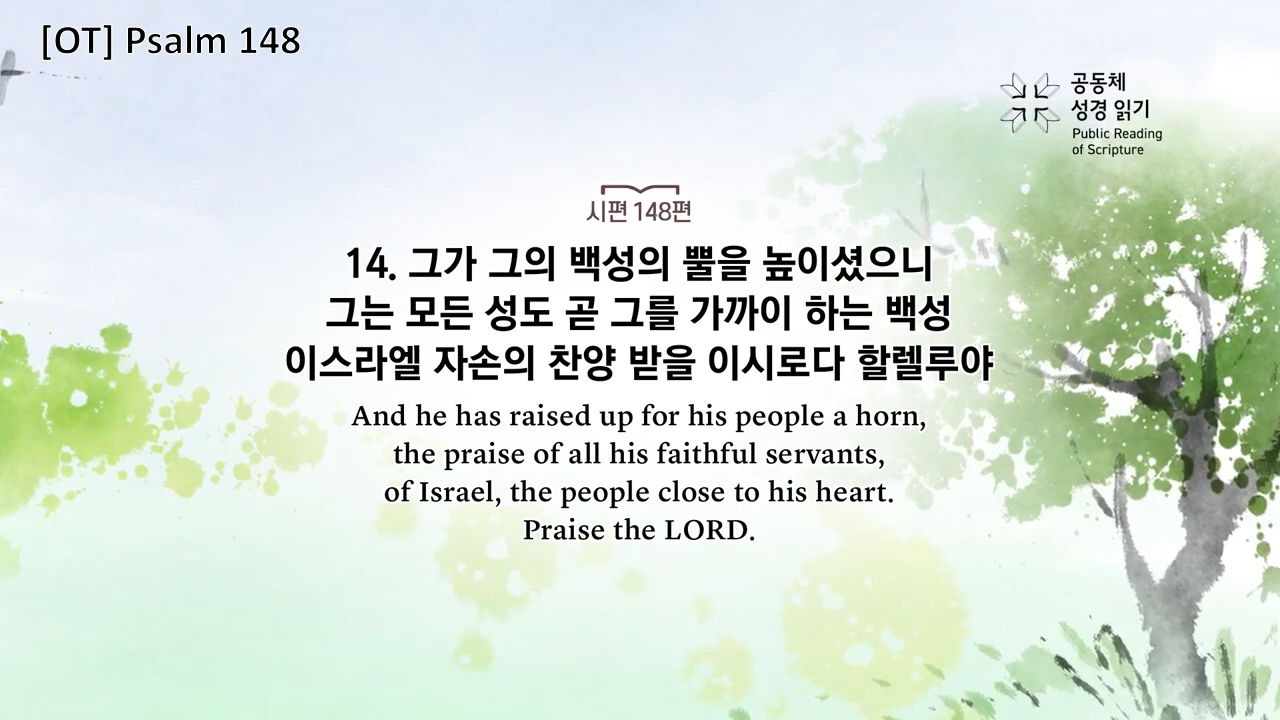 [OT] Psalm 148
공동체
성경 읽기
Public Reading
of Scripture
시편 148편
14. 그가 그의 백성의 뿔을 높이셨으니
그는 모든 성도 곧 그를 가까이 하는 백성
이스라엘 자손의 찬양 받을 이시로다 할렐루야
And he has raised up for his people a horn,
the praise of all his faithful servants,
of Israel, the people close to his heart.
Praise the LORD.